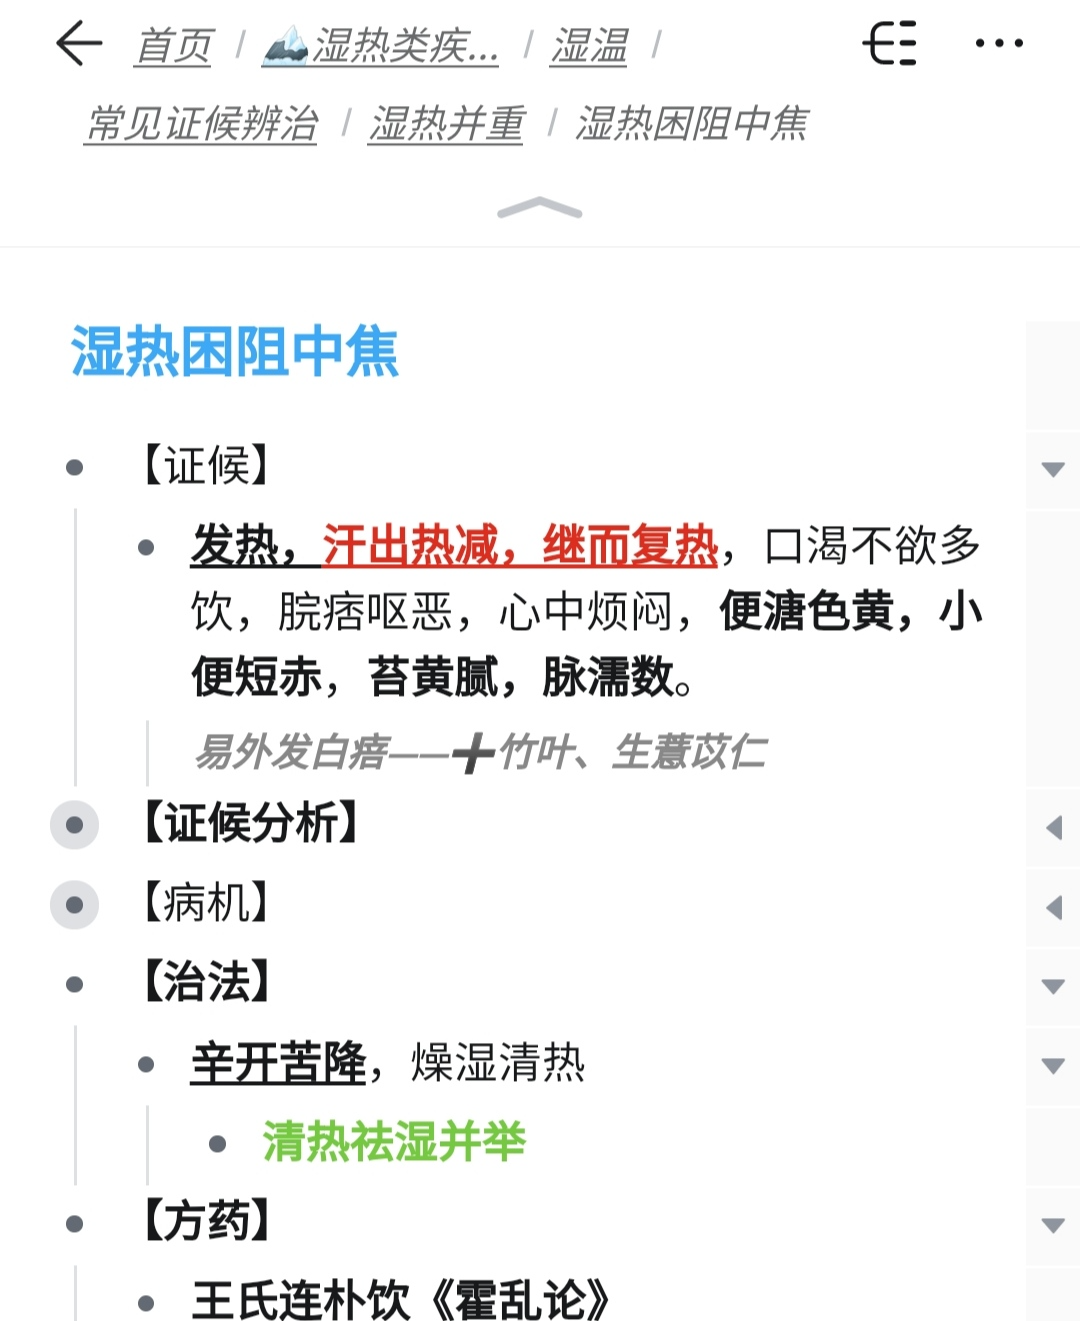 首页 / 湿热类疾... / 湿温 /
常见证候辨治 / 湿热并重 / 湿热困阻中焦
湿热困阻中焦
【证候】
发热，汗出热减，继而复热，口渴不欲多
饮，脘痞呕恶，心中烦闷，便溏色黄，小
便短赤，苔黄腻，脉濡数。
易外发白㾦——➕竹叶、生薏苡仁
【证候分析】
【病机】
【治法】
辛开苦降，燥湿清热
清热祛湿并举
【方药】
王氏连朴饮《霍乱论》